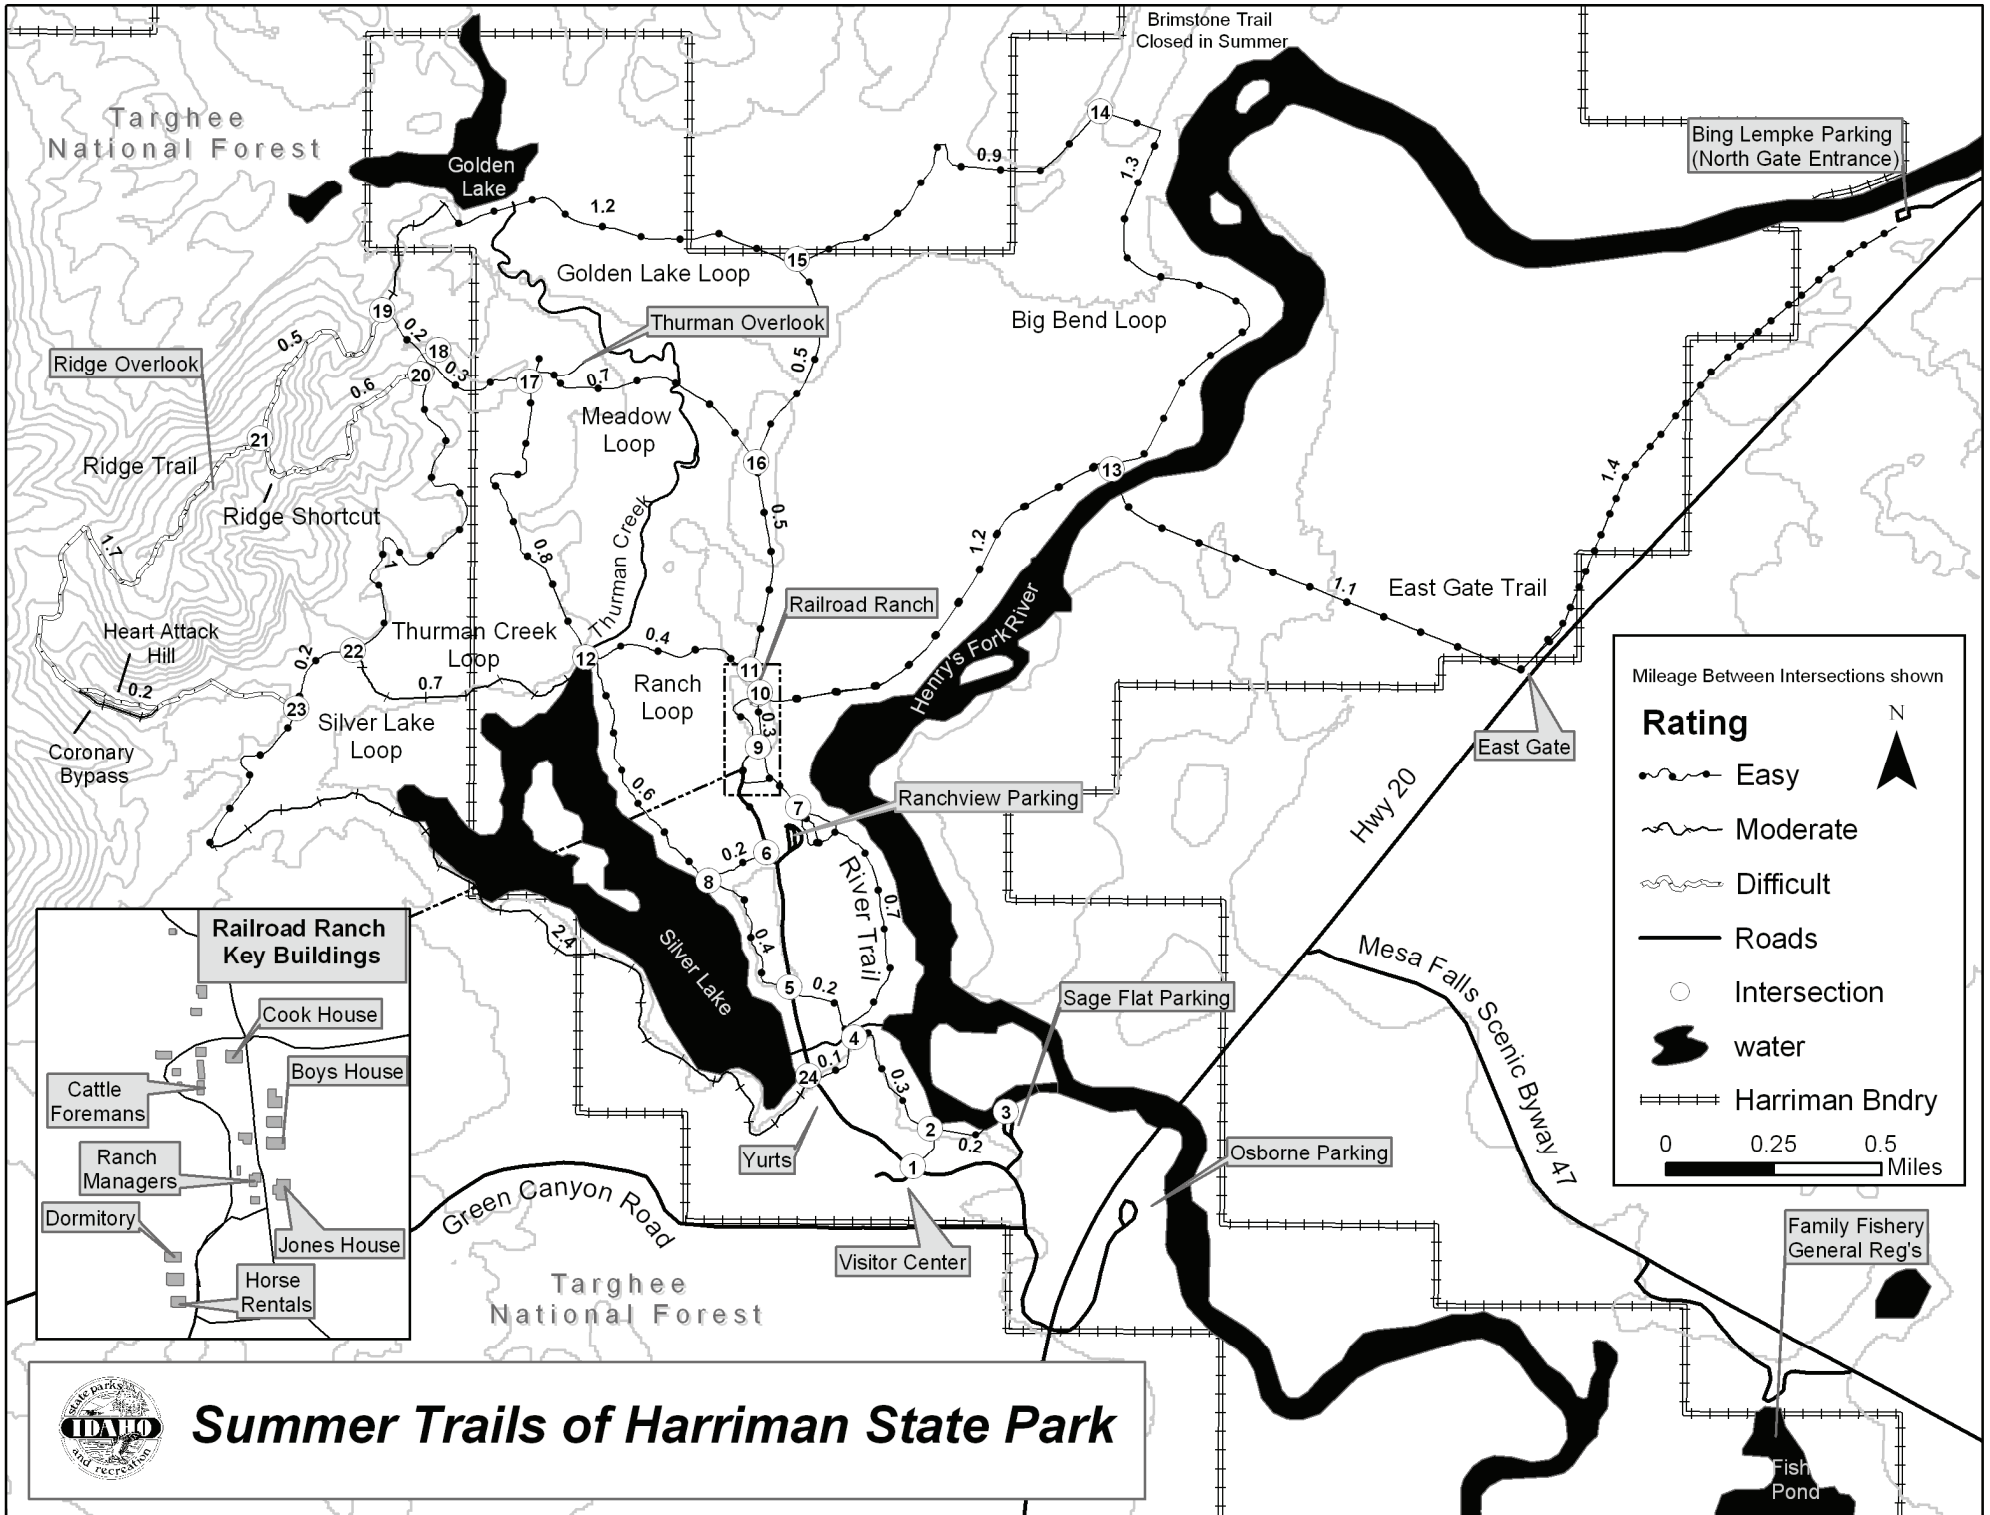 Brimstone Trail
Closed in Summer
Targhee
National Forest
14
Bing Lempke Parking
(North Gate Entrance)
Golden
Lake
0.9
1.3
1.2
15
Golden Lake Loop
19
0.2
Thurman Overlook
Big Bend Loop
0.5
18
Ridge Overlook
0.3
20
17
0.7
0.5
0.6
Meadow
Loop
21
Ridge Trail
16
13
1.4
Ridge Shortcut
0.5
1.7
0.8
Thurman Creek
1.2
1
1.1
East Gate Trail
Railroad Ranch
Heart Attack
Hill
Thurman Creek
Loop
0.4
Henry's Fork River
0.2
22
12
11
10
0.2
0.7
Ranch
Loop
23
Silver Lake
Loop
0.3
9
Coronary
Bypass
East Gate
Mileage Between Intersections shown
Rating
N
Easy
Moderate
Difficult
Roads
Intersection
water
Harriman Bndry
0 0.25 0.5
Miles
0.6
7
Ranchview Parking
Hwy 20
0.2
6
8
River Trail
0.7
2.4
0.4
Silver Lake
5
0.2
Sage Flat Parking
Mesa Falls Scenic Byway 47
4
0.1
24
0.3
3
2
0.2
Yurts
1
Osborne Parking
Green Canyon Road
Visitor Center
Family Fishery
General Reg's
Targhee
National Forest
Fish
Pond
Railroad Ranch
Key Buildings
Cook House
Boys House
Cattle
Foremans
Ranch
Managers
Dormitory
Jones House
Horse
Rentals
state parks
IDAHO
and recreation
Summer Trails of Harriman State Park